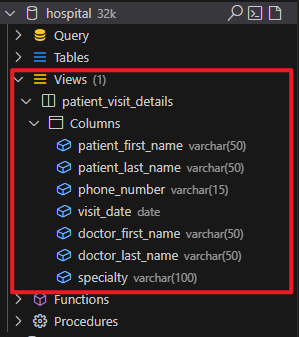 hospital 32k
Query
Tables
Views (1)
patient_visit_details
Columns
patient_first_name varchar(50)
patient_last_name varchar(50)
phone_number varchar(15)
visit_date date
doctor_first_name varchar(50)
doctor_last_name varchar(50)
specialty varchar(100)
Functions
Procedures